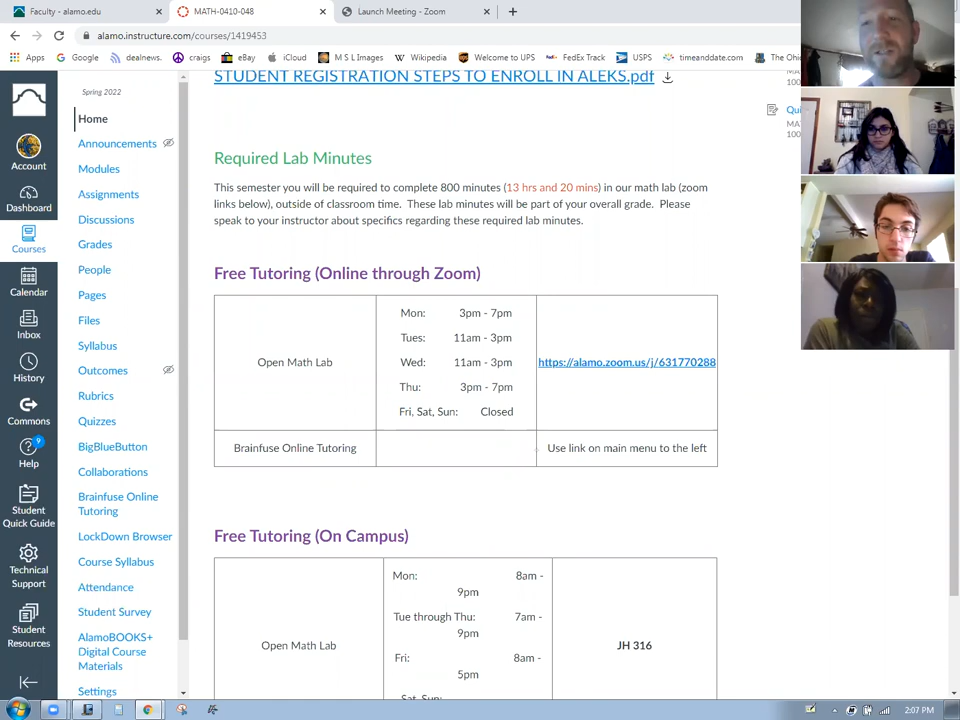 Faculty - alamo.edu
MATH-0410-048
Launch Meeting - Zoom
alamo.instructure.com/courses/1419453
Apps
Google
dealnews.
craigs
eBay
iCloud
M S L Images
Wikipedia
Welcome to UPS
FedEx Track
USPS
timeanddate.com
The Ohi
Account
Dashboard
Courses
Calendar
Inbox
History
Commons
9
Help
Student
Quick Guide
Technical
Support
Student
Resources
Spring 2022
Home
Announcements
Modules
Assignments
Discussions
Grades
People
Pages
Files
Syllabus
Outcomes
Rubrics
Quizzes
BigBlueButton
Collaborations
Brainfuse Online
Tutoring
LockDown Browser
Course Syllabus
Attendance
Student Survey
AlamoBOOKS+
Digital Course
Materials
Settings
STUDENT REGISTRATION STEPS TO ENROLL IN ALEKS.pdf
Required Lab Minutes
This semester you will be required to complete 800 minutes (13 hrs and 20 mins) in our math lab (zoom
links below), outside of classroom time. These lab minutes will be part of your overall grade. Please
speak to your instructor about specifics regarding these required lab minutes.
Free Tutoring (Online through Zoom)
Open Math Lab
Mon: 3pm - 7pm
Tues: 11am - 3pm
Wed: 11am - 3pm
Thu: 3pm - 7pm
Fri, Sat, Sun: Closed
https://alamo.zoom.us/j/631770288
Brainfuse Online Tutoring
Use link on main menu to the left
Free Tutoring (On Campus)
Open Math Lab
Mon: 8am -
9pm
Tue through Thu: 7am -
9pm
Fri: 8am -
5pm
Sat, Sun:
JH 316
100
Qui
MA
100
2:07 PM